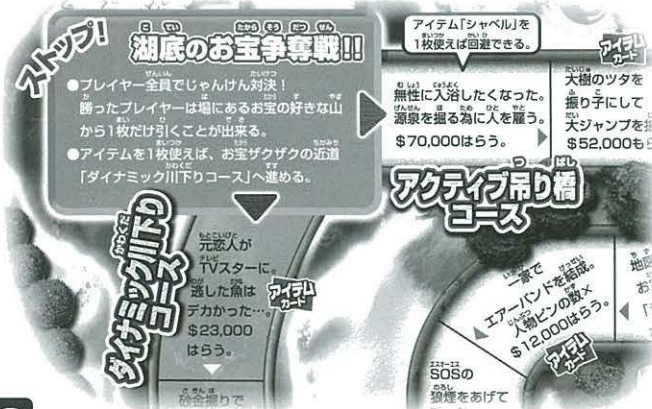 ストップ!
湖底のお宝争奪戦!!
●プレイヤー全員でじゃんけん対決!
勝ったプレイヤーは場にあるお宝の好きな山
から1枚だけ引くことが出来る。
●アイテムを1枚使えば、お宝ザクザクの近道
「ダイナミック川下りコース」へ進める。
アイテム「シャベル」を
1枚使えば回避できる。
無性に入浴したくなった。
源泉を掘る為に人を雇う。
$70,000はらう。
アイテム
カード
大樹のツタを
振り子にして
大ジャンプを
$52,000も
アクティブ吊り橋
コース
ダイナミック川下り
コース
元恋人が
TVスターに。
逃した魚は
デカかった…。
$23,000
はらう。
アイテム
カード
砂金掘りで
一家で
エアーバンドを結成。
人物ピンの数×
$12,000はらう。
アイテム
カード
地図
お
SOSの
狼煙をあげて